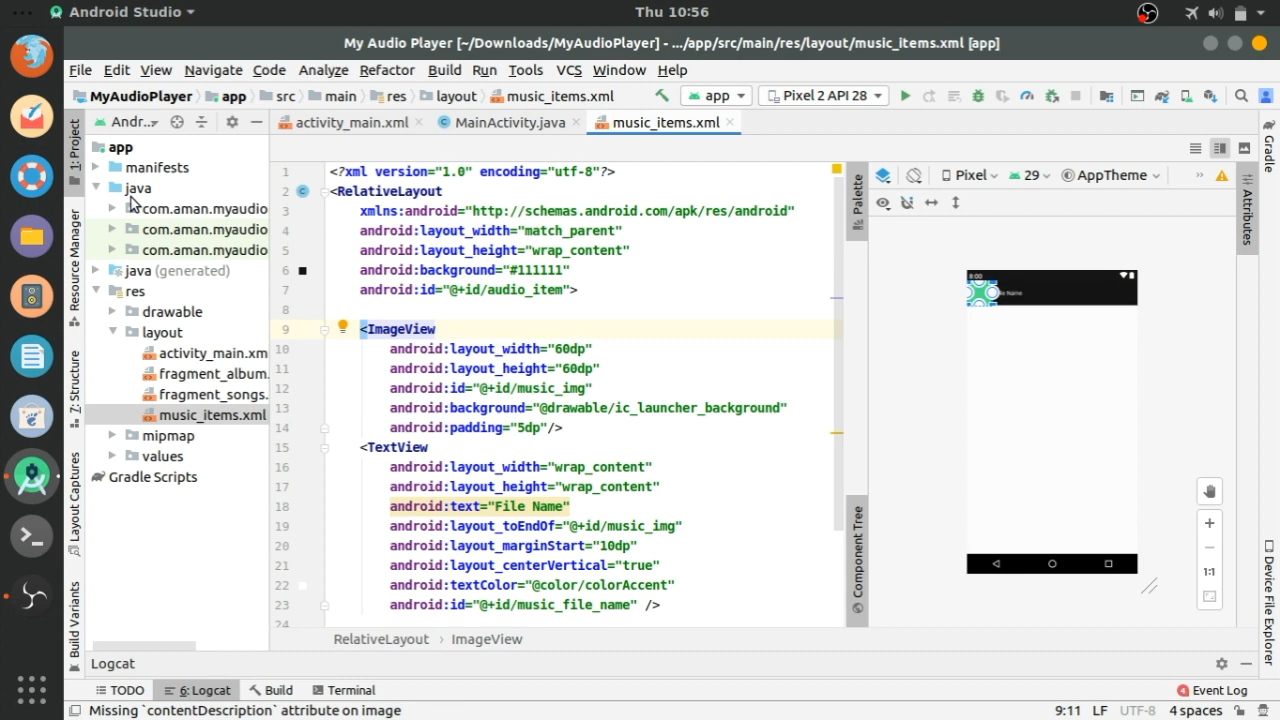 Android Studio
Thu 10:56
My Audio Player [~/Downloads/MyAudioPlayer] - .../app/src/main/res/layout/music_items.xml [app]
File Edit View Navigate Code Analyze Refactor Build Run Tools VCS Window Help
MyAudioPlayer app src main res layout music_items.xml app Pixel 2 API 28
1: Project
Resource Manager
7: Structure
Layout Captures
Build Variants
Andr...
app
manifests
java
com.aman.myaudio
com.aman.myaudio
com.aman.myaudio
java (generated)
res
drawable
layout
activity_main.xm
fragment_album.
fragment_songs.
music_items.xml
mipmap
values
Gradle Scripts
activity_main.xml MainActivity.java music_items.xml
1 <?xml version="1.0" encoding="utf-8"?>
2 <RelativeLayout
3 xmlns:android="http://schemas.android.com/apk/res/android"
4 android:layout_width="match_parent"
5 android:layout_height="wrap_content"
6 android:background="#111111"
7 android:id="@+id/audio_item">
8
9 <ImageView
10 android:layout_width="60dp"
11 android:layout_height="60dp"
12 android:id="@+id/music_img"
13 android:background="@drawable/ic_launcher_background"
14 android:padding="5dp"/>
15 <TextView
16 android:layout_width="wrap_content"
17 android:layout_height="wrap_content"
18 android:text="File Name"
19 android:layout_toEndOf="@+id/music_img"
20 android:layout_marginStart="10dp"
21 android:layout_centerVertical="true"
22 android:textColor="@color/colorAccent"
23 android:id="@+id/music_file_name" />
24
RelativeLayout › ImageView
Palette
Component Tree
Pixel 29 AppTheme
8:00
Name
1:1
Attributes
Gradle
Device File Explorer
Logcat
TODO 6: Logcat Build Terminal
4 Event Log
Missing `contentDescription` attribute on image
9:11 LF UTF-8 4 spaces